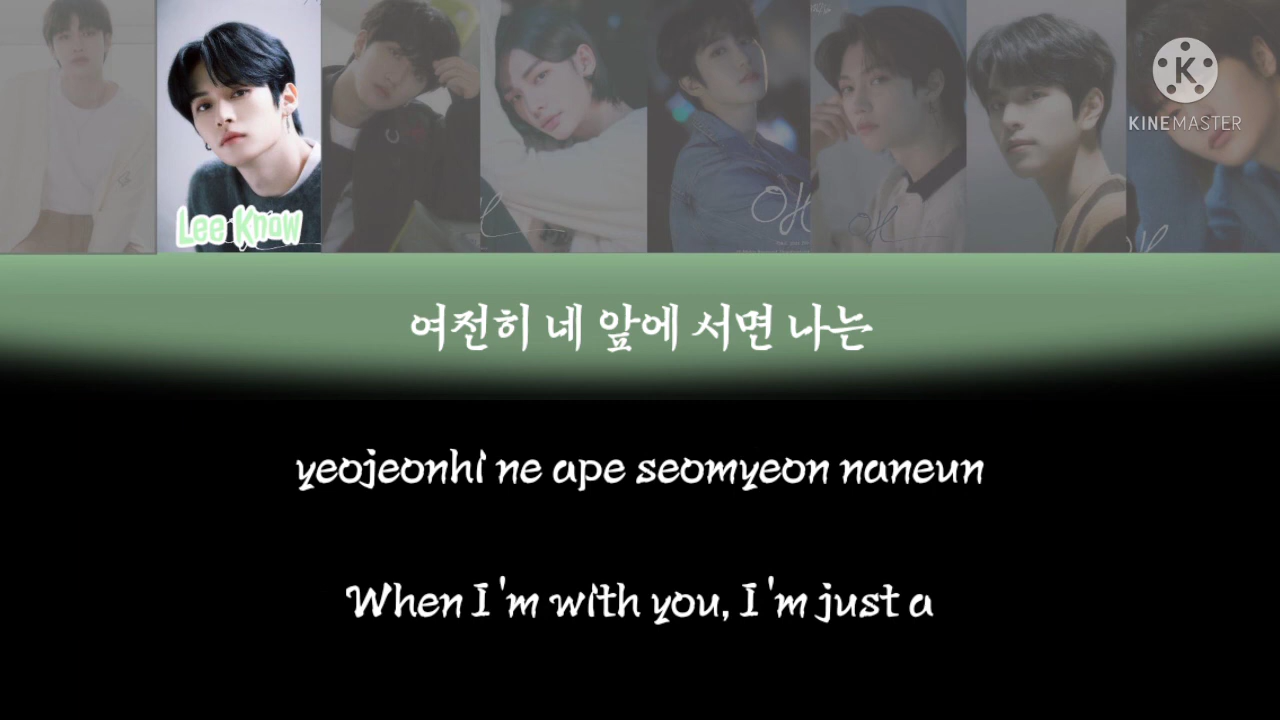 KINEMASTER
Lee Know
여전히 네 앞에 서면 나는
yeojeonhi ne ape seomyeon naneun
When I'm with you, I'm just a